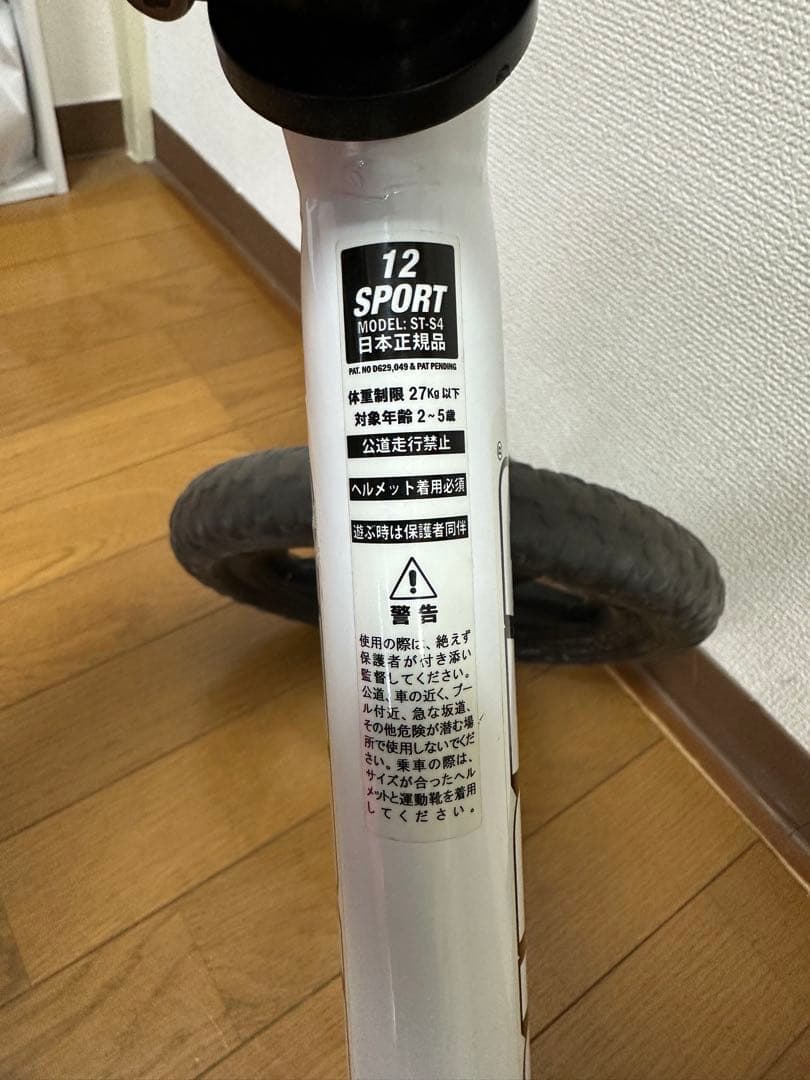 12
SPORT
MODEL: ST-S4
日本正規品
PAT. NO D629,049 & PAT PENDING
体重制限 27Kg 以下
対象年齢 2~5歳
公道走行禁止
ヘルメット着用必須
遊ぶ時は保護者同伴
警告
使用の際は、絶えず
保護者が付き添い
監督してください。
公道、車の近く、プー
ル付近、急な坂道、
その他危険が潜む場
所で使用しないでくだ
さい。乗車の際は、
サイズが合ったヘル
メットと運動靴を着用
してください。